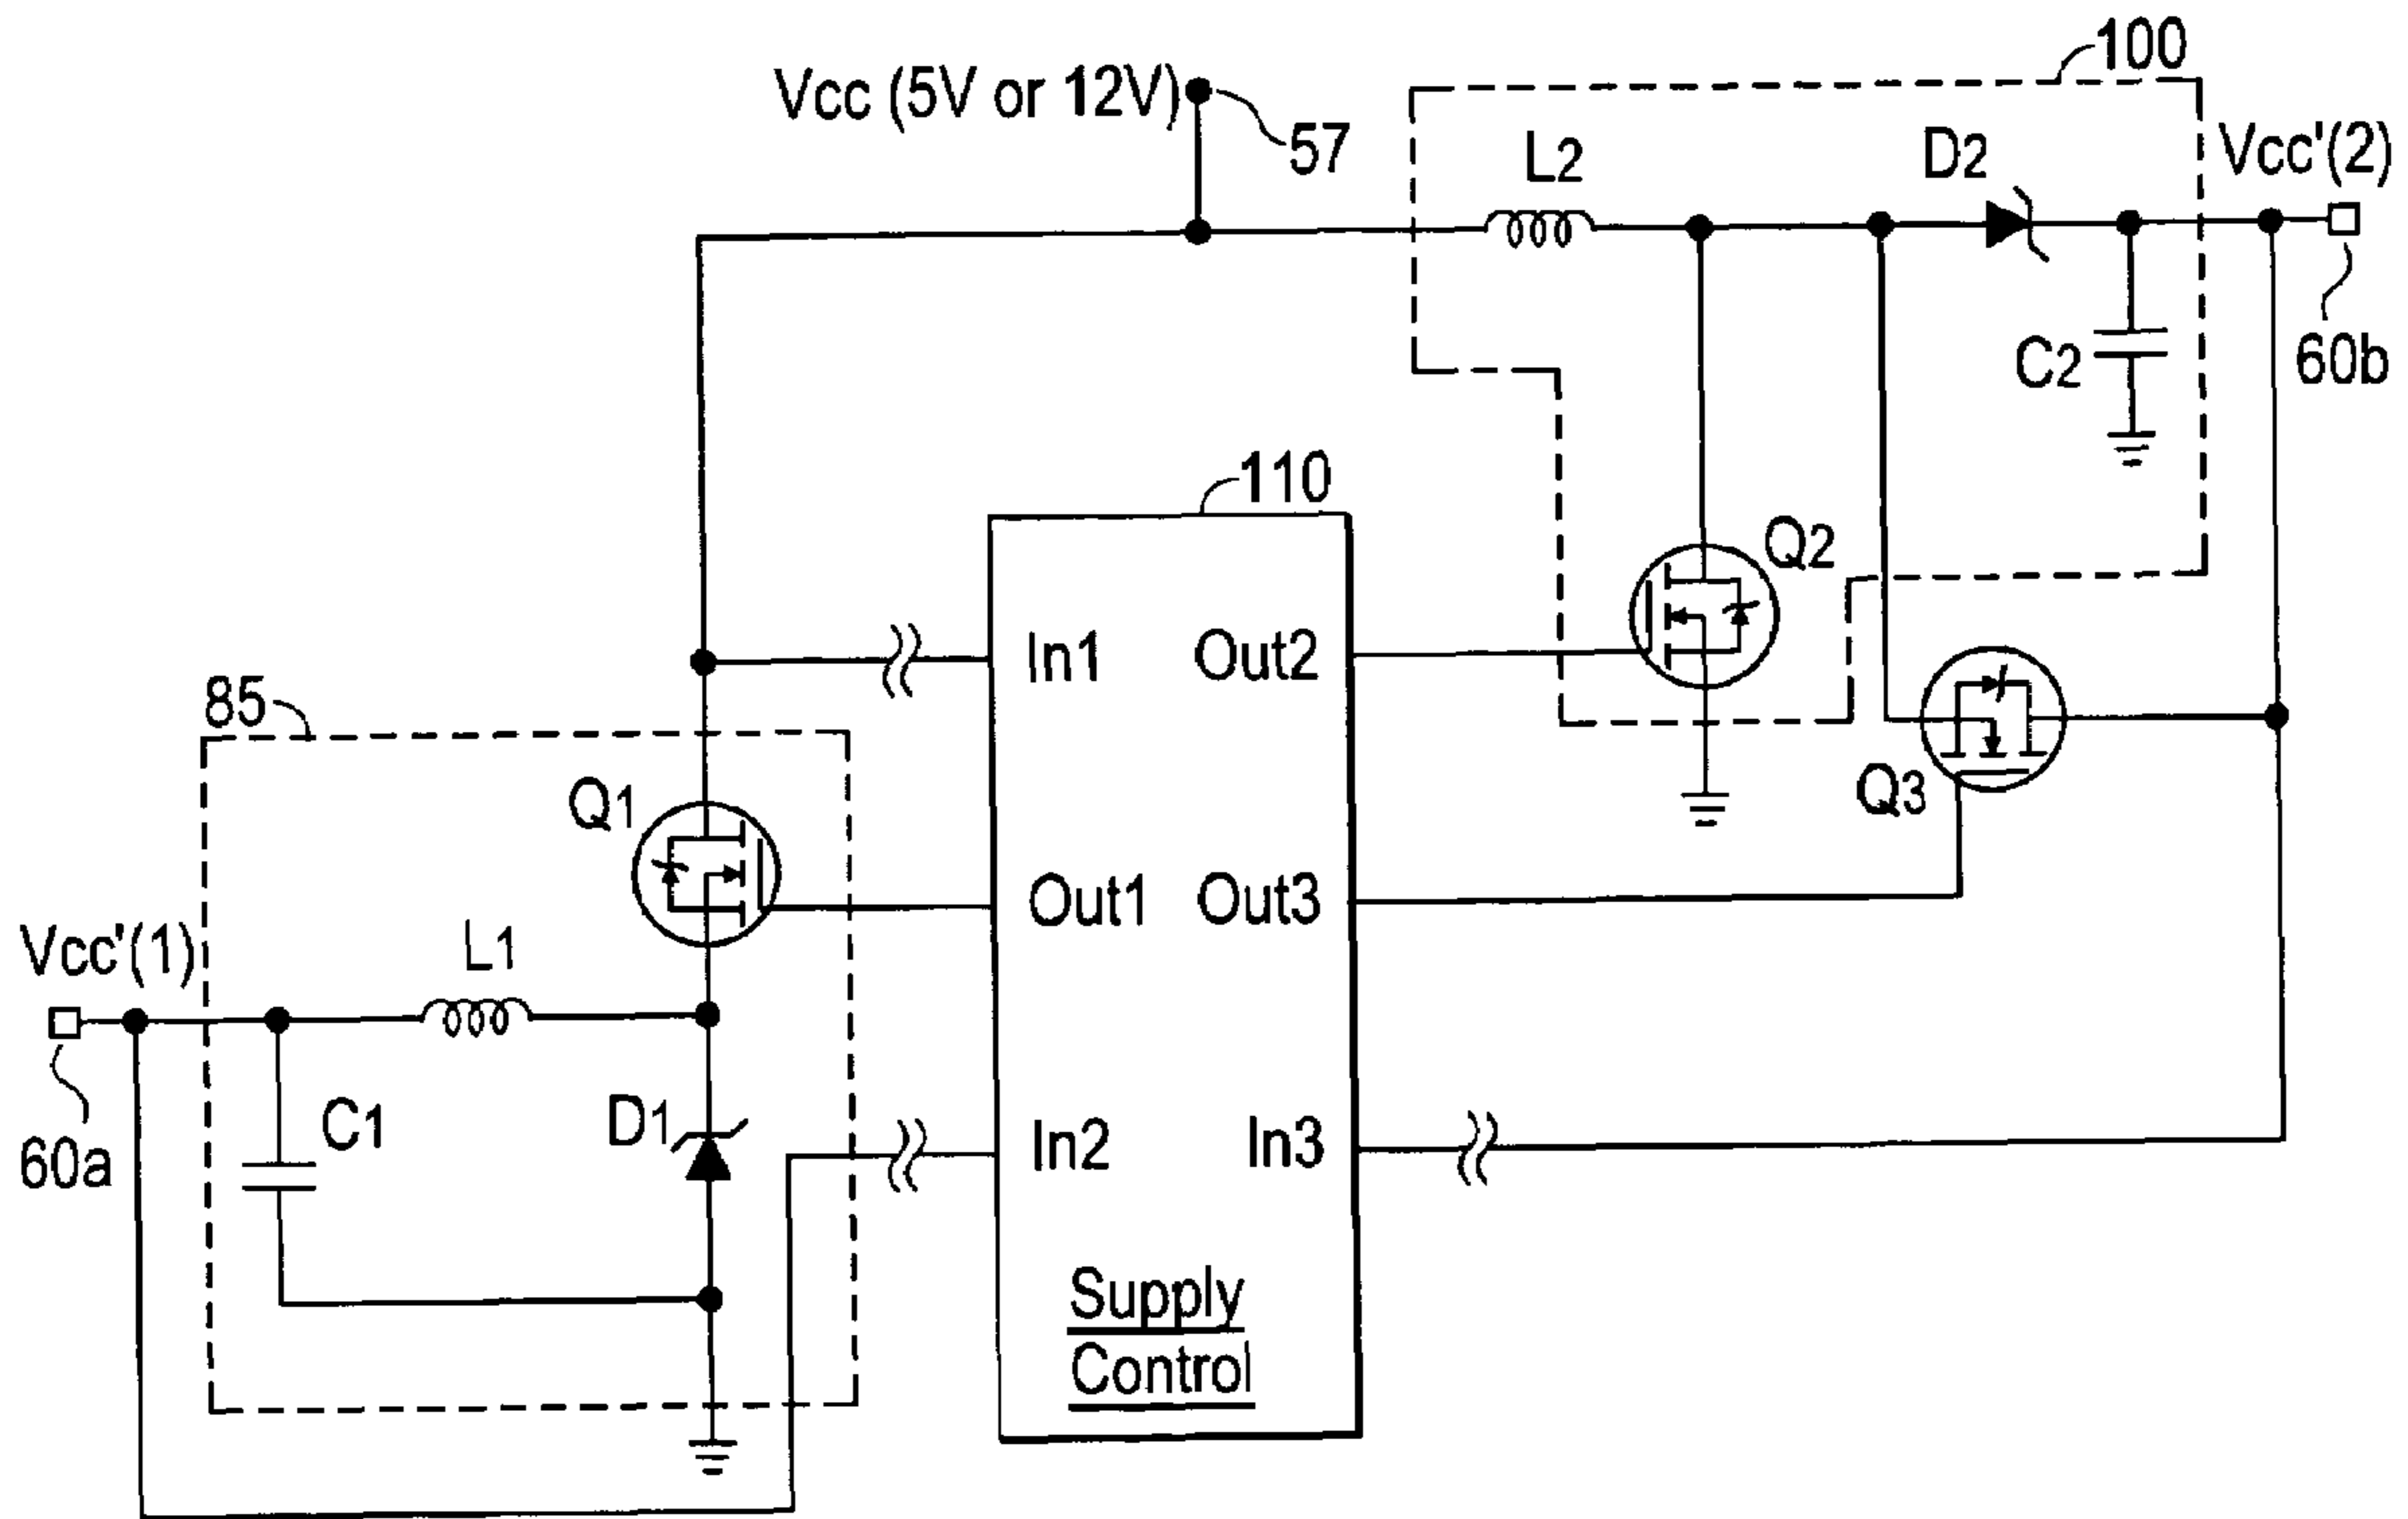 100
Vcc (5V or 12V)
57
L2
D2
Vcc'(2)
C2
60b
110
Q2
In1
Out2
85
Q1
Q3
Out1
Out3
Vcc'(1)
L1
C1
D1
60a
In2
In3
Supply
Control